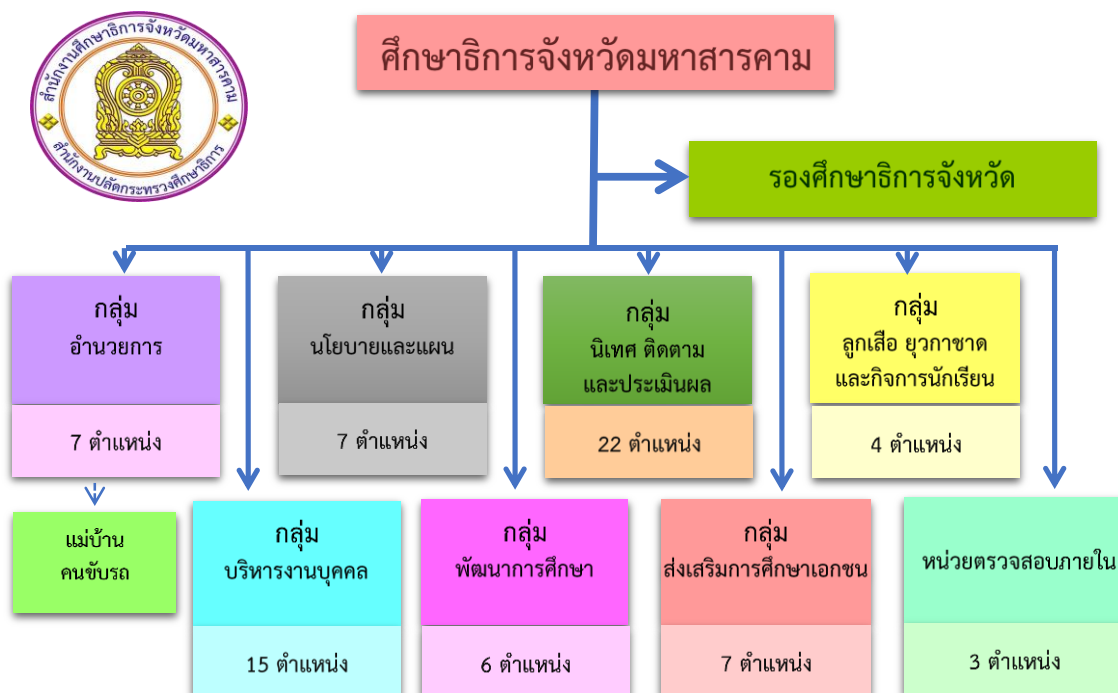 สำนักงานศึกษาธิการจังหวัดมหาสารคาม
สำนักงานปลัดกระทรวงศึกษาธิการ
ศึกษาธิการจังหวัดมหาสารคาม
รองศึกษาธิการจังหวัด
กลุ่ม
อำนวยการ
7 ตำแหน่ง
กลุ่ม
นโยบายและแผน
7 ตำแหน่ง
กลุ่ม
นิเทศ ติดตาม
และประเมินผล
22 ตำแหน่ง
กลุ่ม
ลูกเสือ ยุวกาชาด
และกิจการนักเรียน
4 ตำแหน่ง
แม่บ้าน
คนขับรถ
กลุ่ม
บริหารงานบุคคล
15 ตำแหน่ง
กลุ่ม
พัฒนาการศึกษา
6 ตำแหน่ง
กลุ่ม
ส่งเสริมการศึกษาเอกชน
7 ตำแหน่ง
หน่วยตรวจสอบภายใน
3 ตำแหน่ง